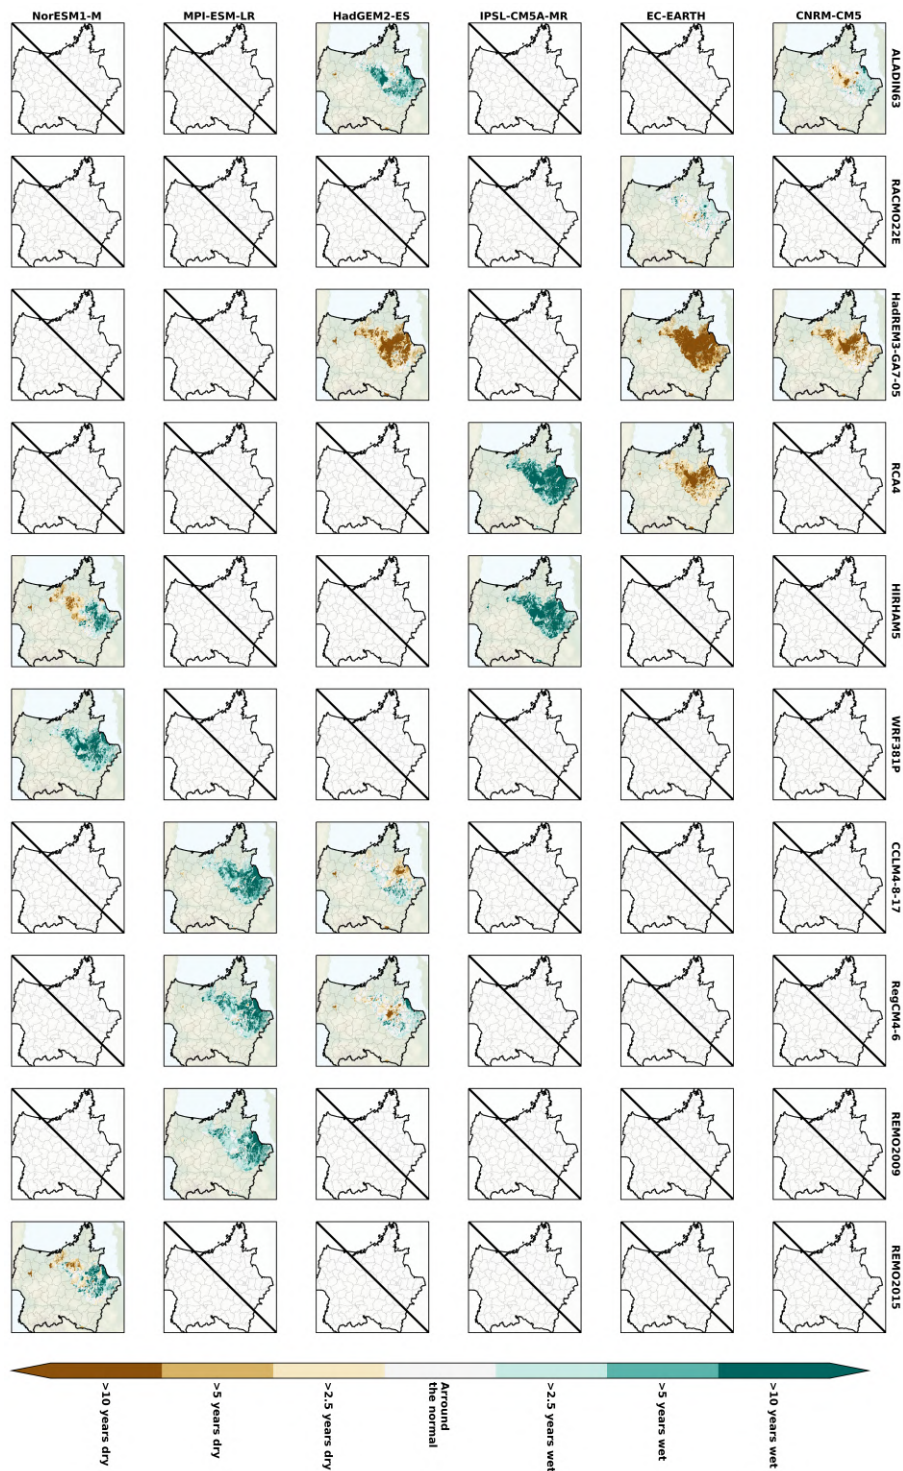 NorESM1-M
MPI-ESM-LR
HadGEM2-ES
IPSL-CM5A-MR
EC-EARTH
CNRM-CM5
ALADIN63
RACMO22E
HadREM3-GA7-05
RCA4
HIRHAM5
WRF381P
CCLM4-8-17
RegCM4-6
REMO2009
REMO2015
>10 years dry
>5 years dry
>2.5 years dry
Arround
the normal
>2.5 years wet
>5 years wet
>10 years wet